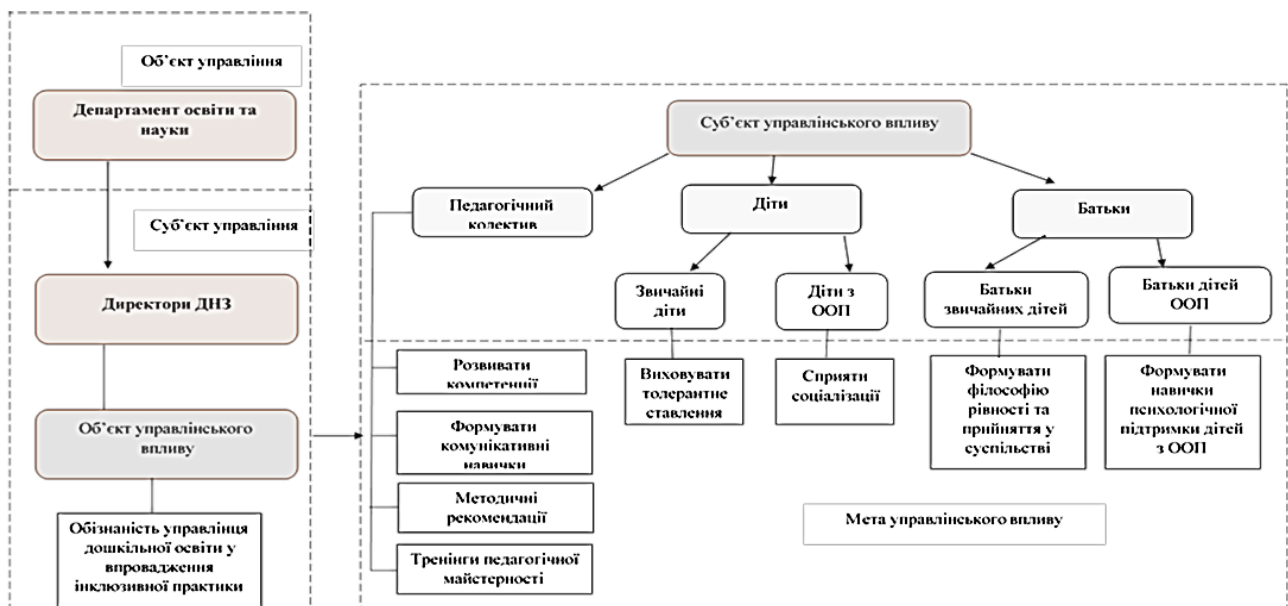 Об’єкт управління
Департамент освіти та
науки
Суб’єкт управління
Директори ДНЗ
Об’єкт управлінського
впливу
Обізнаність управлінця
дошкільної освіти у
впровадження
інклюзивної практики
Суб’єкт управлінського впливу
Педагогічний
колектив
Діти
Батьки
Звичайні
діти
Діти з
ООП
Батьки
звичайних дітей
Батьки дітей
ООП
Розвивати
компетенції
Формувати
комунікативні
навички
Методичні
рекомендації
Тренінги педагогічної
майстерності
Виховувати
толерантне
ставлення
Сприяти
соціалізації
Формувати
філософію
рівності та
прийняття у
суспільстві
Формувати
навички
психологічної
підтримки дітей
з ООП
Мета управлінського впливу